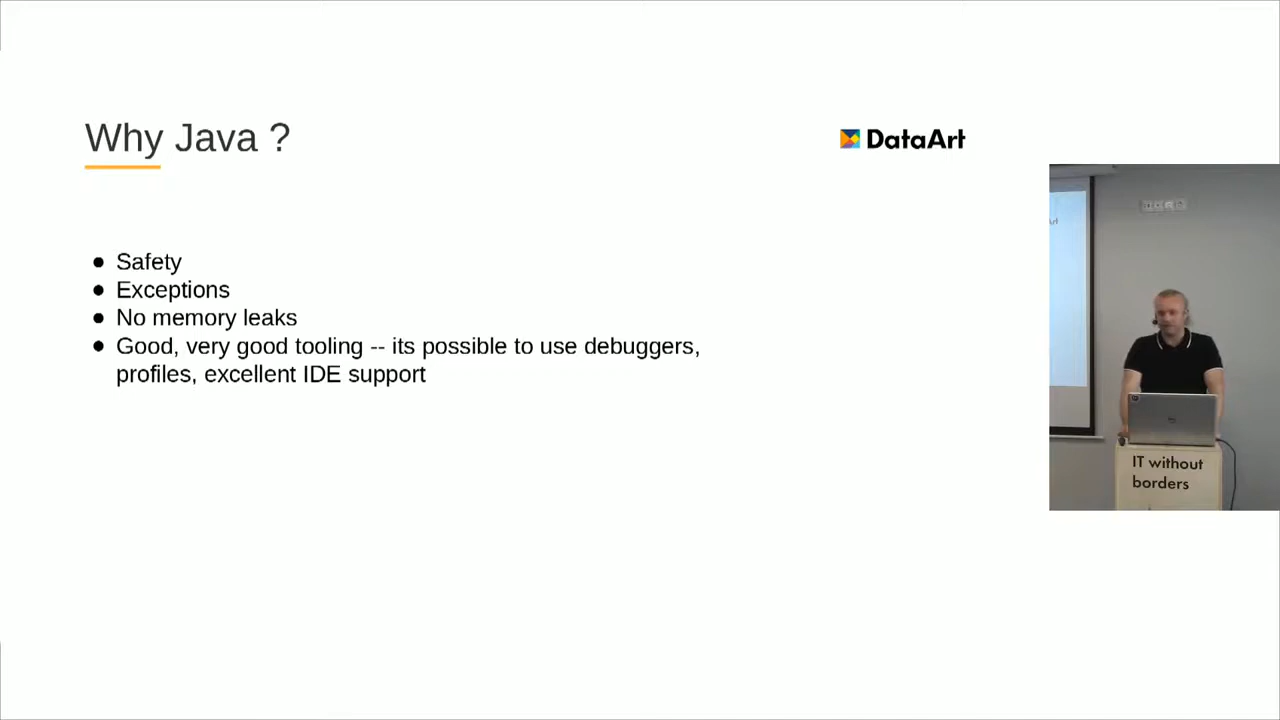 Why Java ?
DataArt
● Safety
● Exceptions
● No memory leaks
● Good, very good tooling -- its possible to use debuggers,
profiles, excellent IDE support
IT without
borders